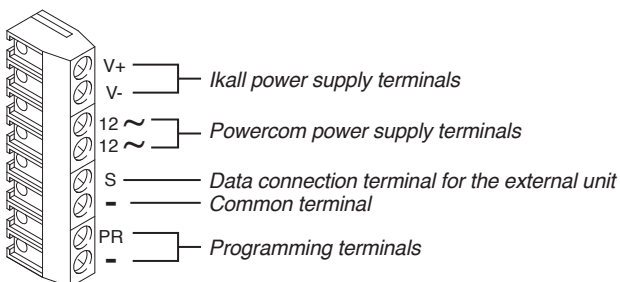 V+
V-
Ikall power supply terminals
12 ~
12 ~
Powercom power supply terminals
S Data connection terminal for the external unit
- Common terminal
PR
-
Programming terminals